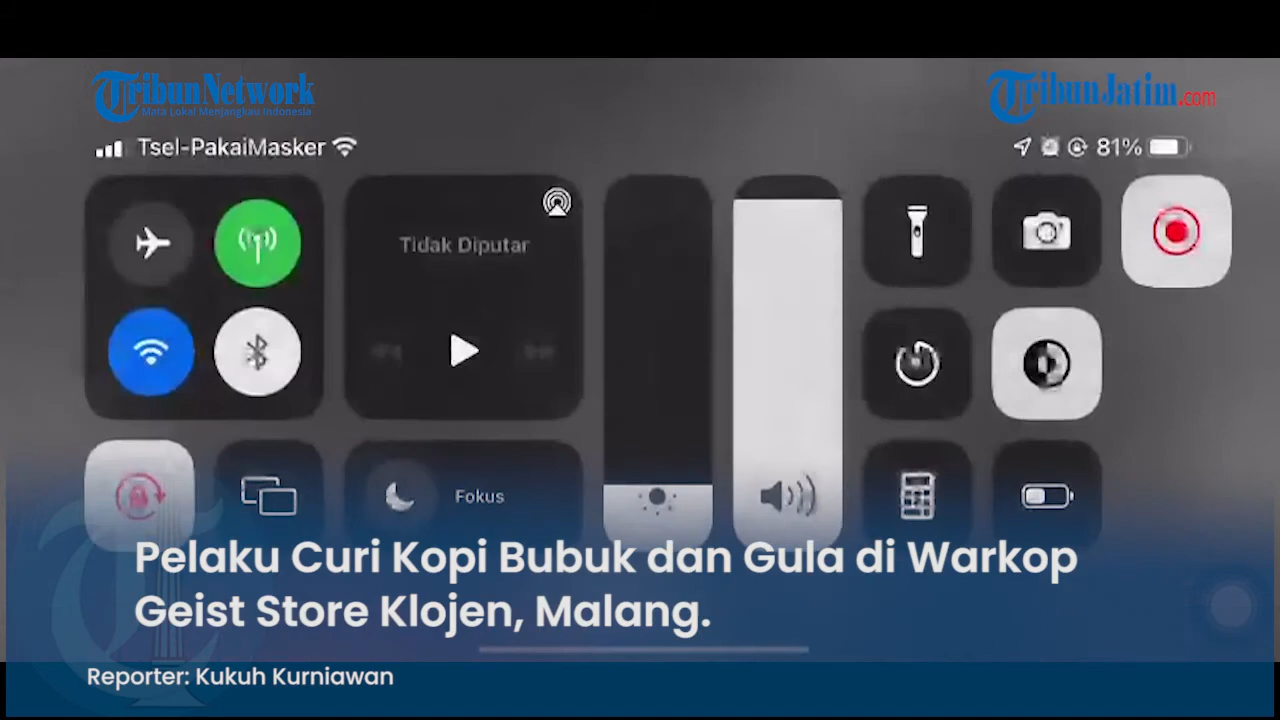 TribunNetwork
Mata Lokal Menjangkau Indonesia
TribunJatim.com
Tsel-PakaiMasker
81%
Tidak Diputar
Fokus
Pelaku Curi Kopi Bubuk dan Gula di Warkop
Geist Store Klojen, Malang.
Reporter: Kukuh Kurniawan